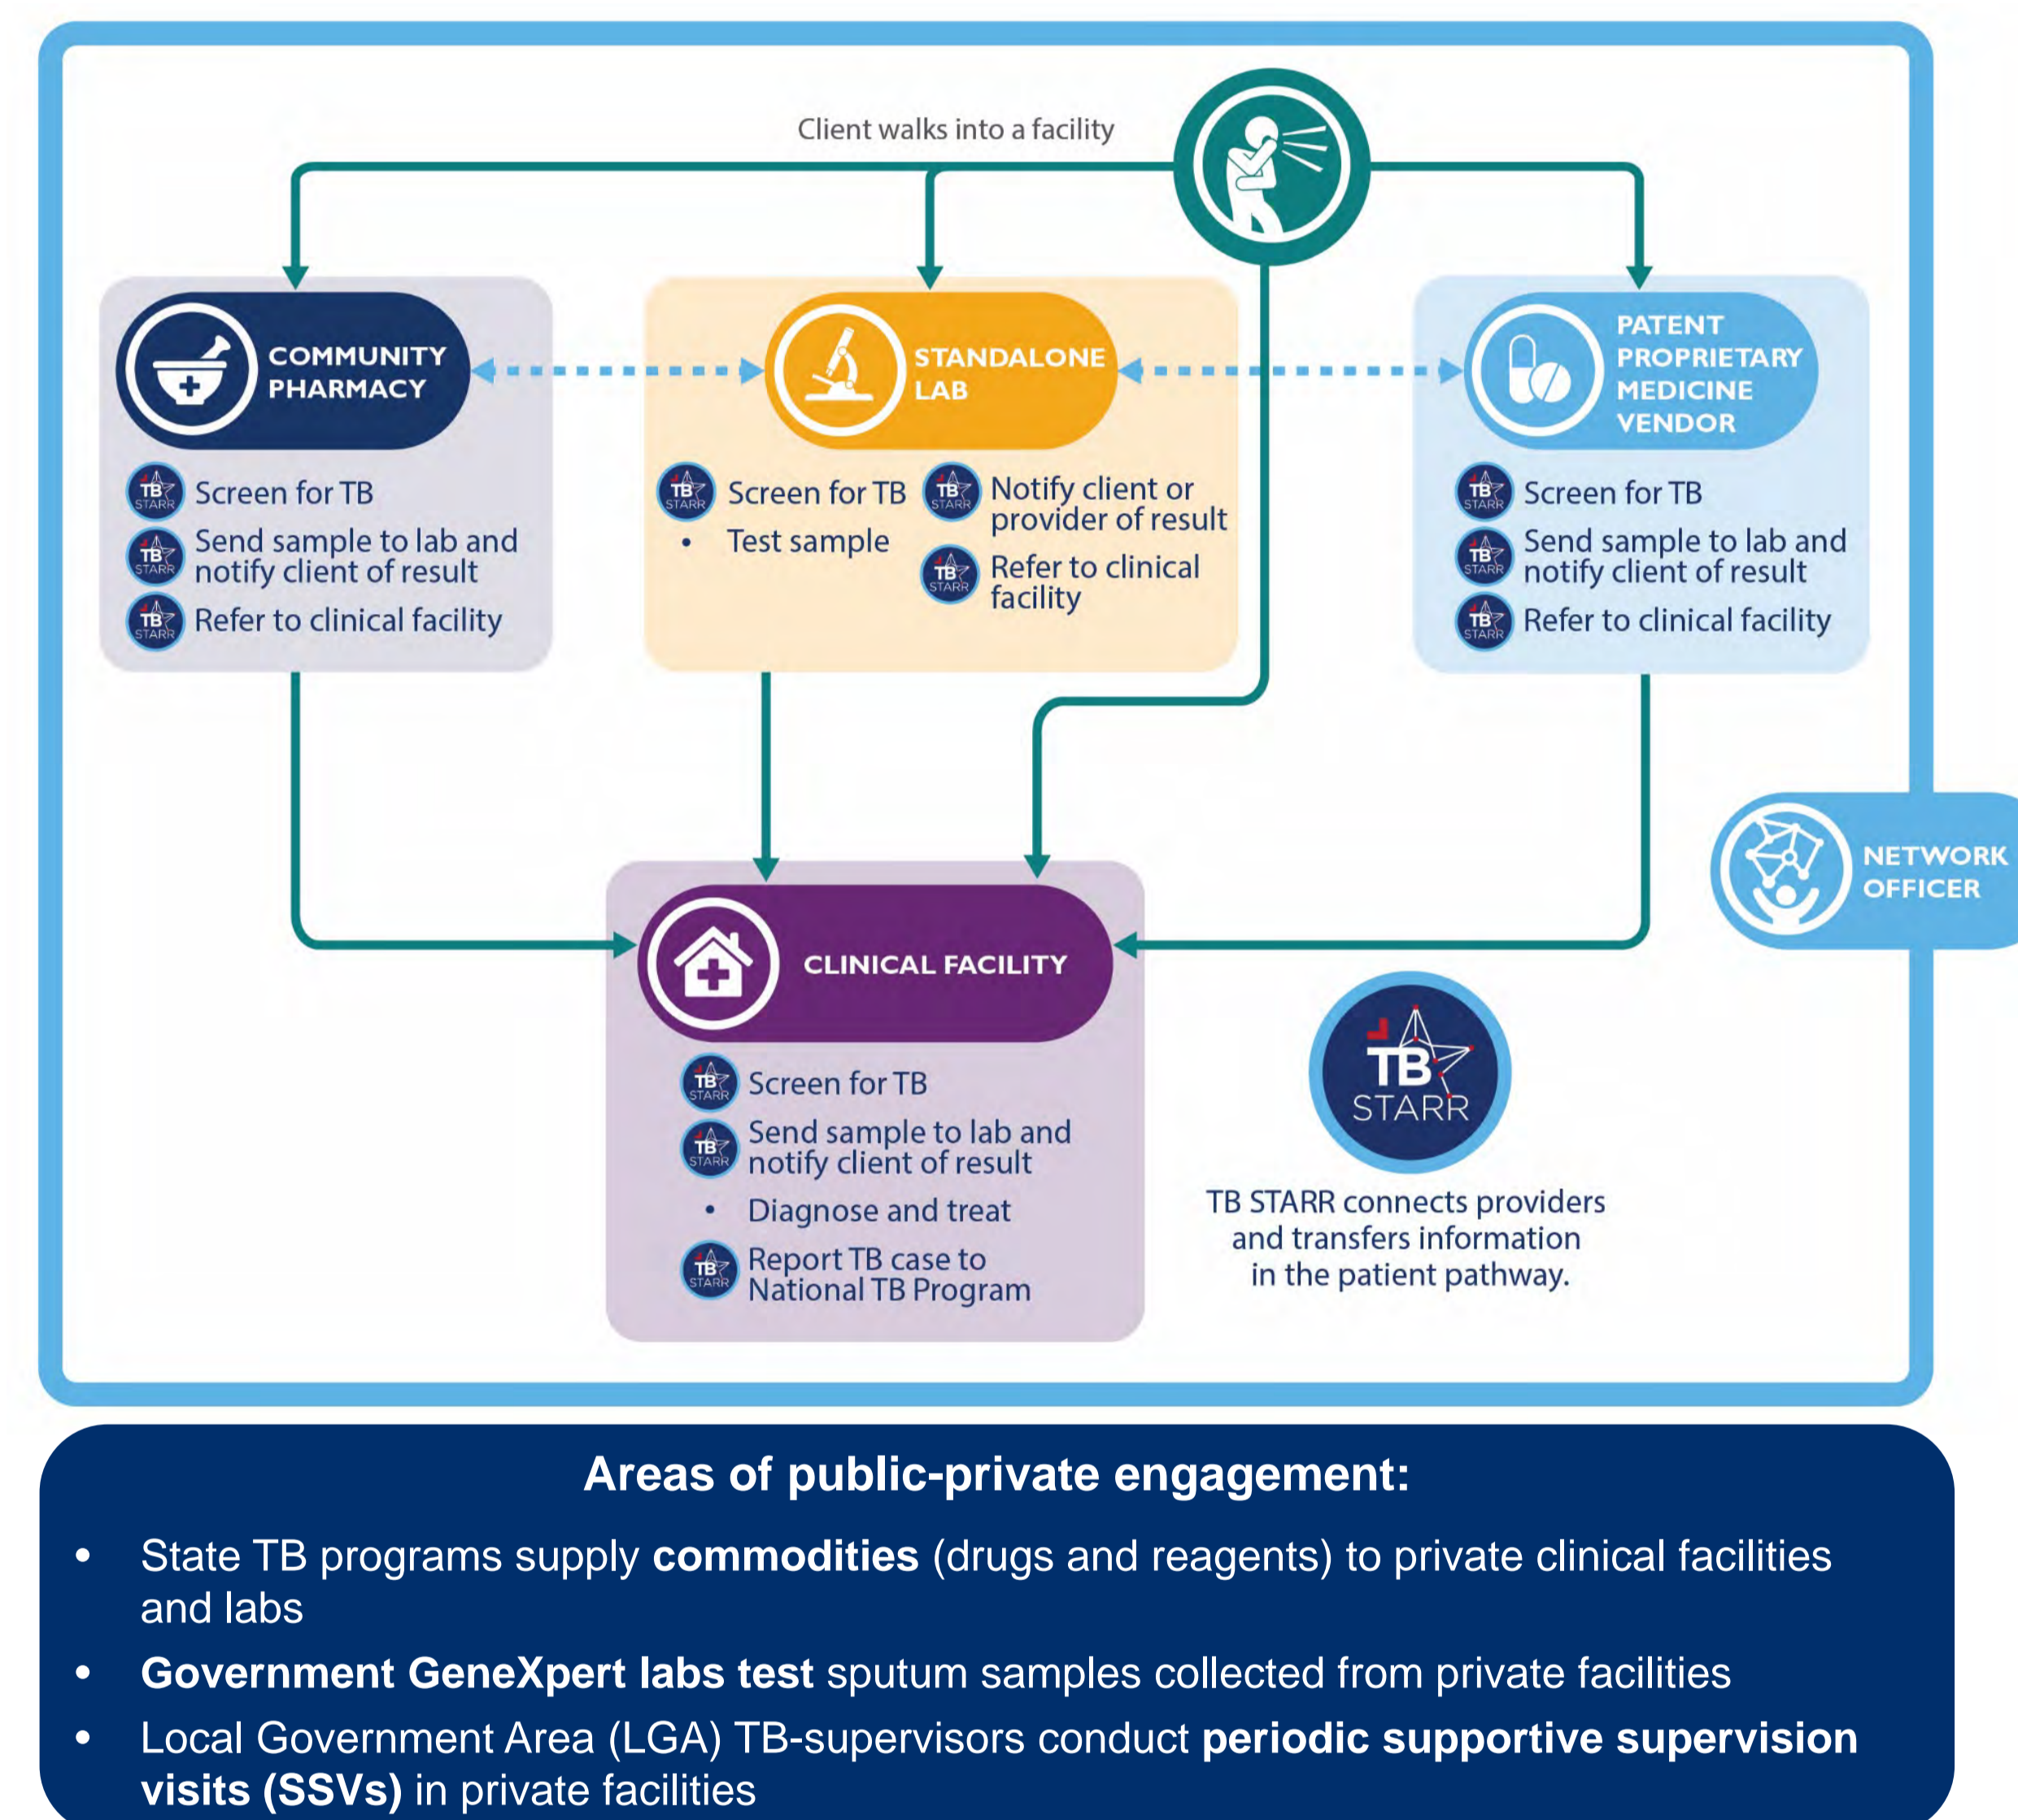 Client walks into a facility
COMMUNITY
PHARMACY
TB
STARR
Screen for TB
TB
STARR
Send sample to lab and
notify client of result
TB
STARR
Refer to clinical facility
STANDALONE
LAB
TB
STARR
Screen for TB
• Test sample
TB
STARR
Notify client or
provider of result
TB
STARR
Refer to clinical
facility
PATENT
PROPRIETARY
MEDICINE
VENDOR
TB
STARR
Screen for TB
TB
STARR
Send sample to lab and
notify client of result
TB
STARR
Refer to clinical facility
NETWORK
OFFICER
CLINICAL FACILITY
TB
STARR
Screen for TB
TB
STARR
Send sample to lab and
notify client of result
• Diagnose and treat
TB
STARR
Report TB case to
National TB Program
TB
STARR
TB STARR connects providers
and transfers information
in the patient pathway.
Areas of public-private engagement:
• State TB programs supply commodities (drugs and reagents) to private clinical facilities
and labs
• Government GeneXpert labs test sputum samples collected from private facilities
• Local Government Area (LGA) TB-supervisors conduct periodic supportive supervision
visits (SSVs) in private facilities